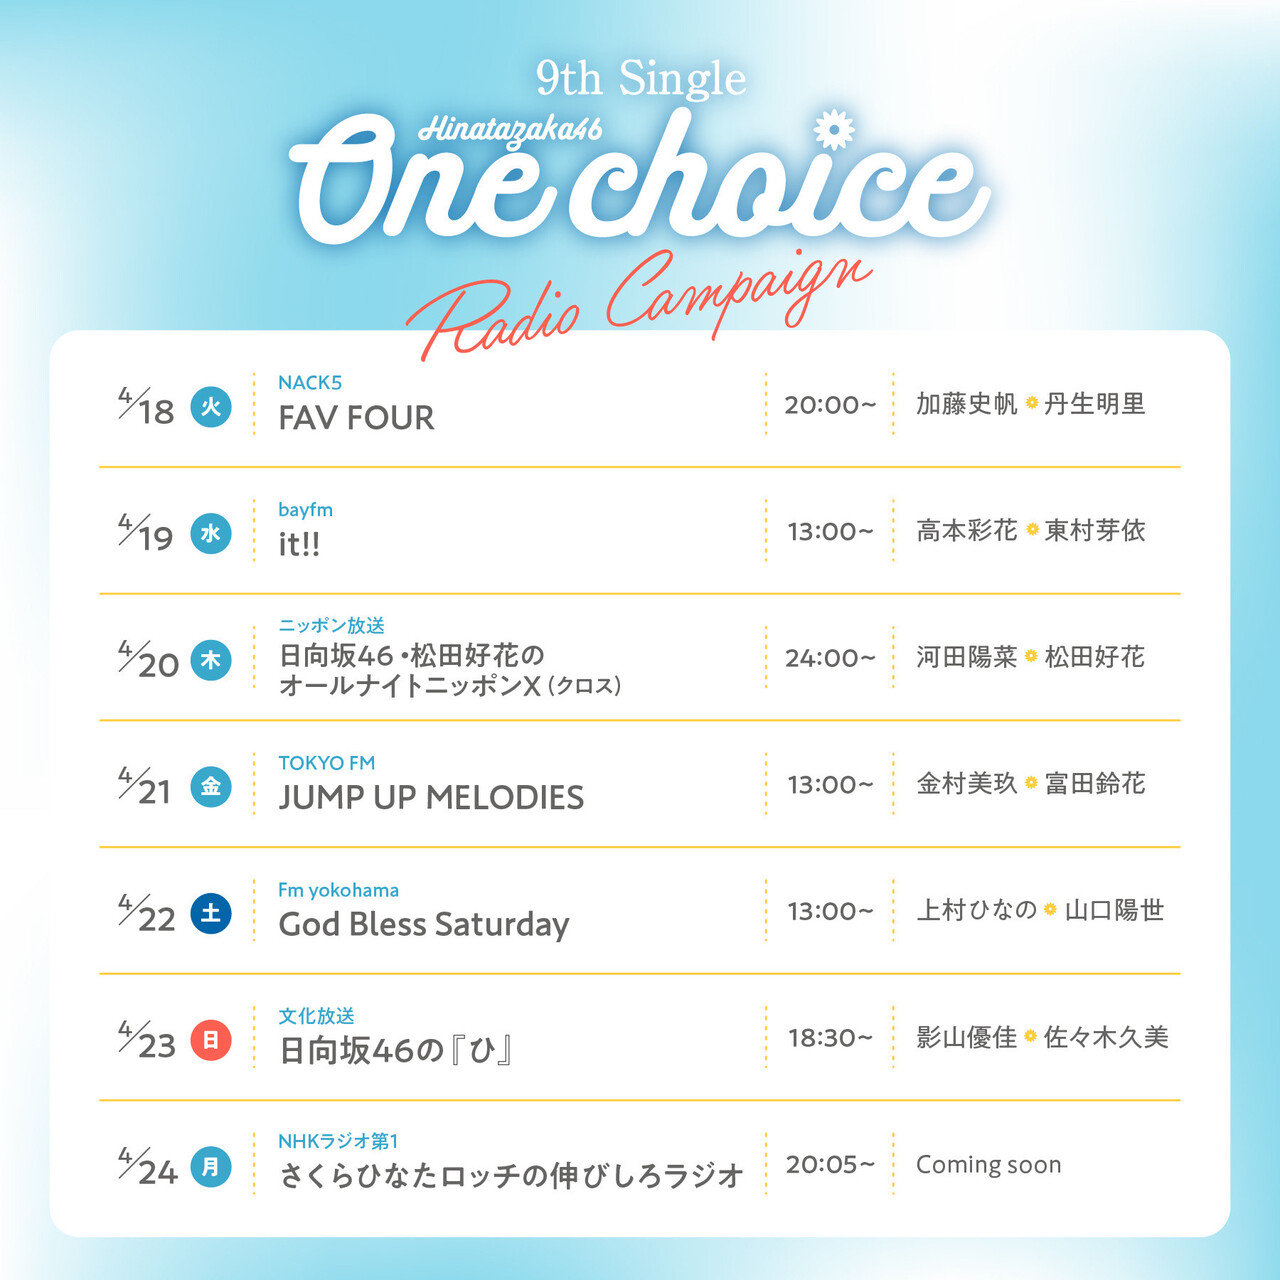 9th Single
Hinatazaka46
One choice
Radio Campaign
4/18 火
NACK5
FAV FOUR
20:00~
加藤史帆 丹生明里
4/19 水
bayfm
it!!
13:00~
高本彩花 東村芽依
4/20 木
ニッポン放送
日向坂46・松田好花の
オールナイトニッポンX(クロス)
24:00~
河田陽菜 松田好花
4/21 金
TOKYO FM
JUMP UP MELODIES
13:00~
金村美玖 富田鈴花
4/22 土
Fm yokohama
God Bless Saturday
13:00~
上村ひなの 山口陽世
4/23 日
文化放送
日向坂46の『ひ』
18:30~
影山優佳 佐々木久美
4/24 月
NHKラジオ第1
さくらひなたロッチの伸びしろラジオ
20:05~
Coming soon